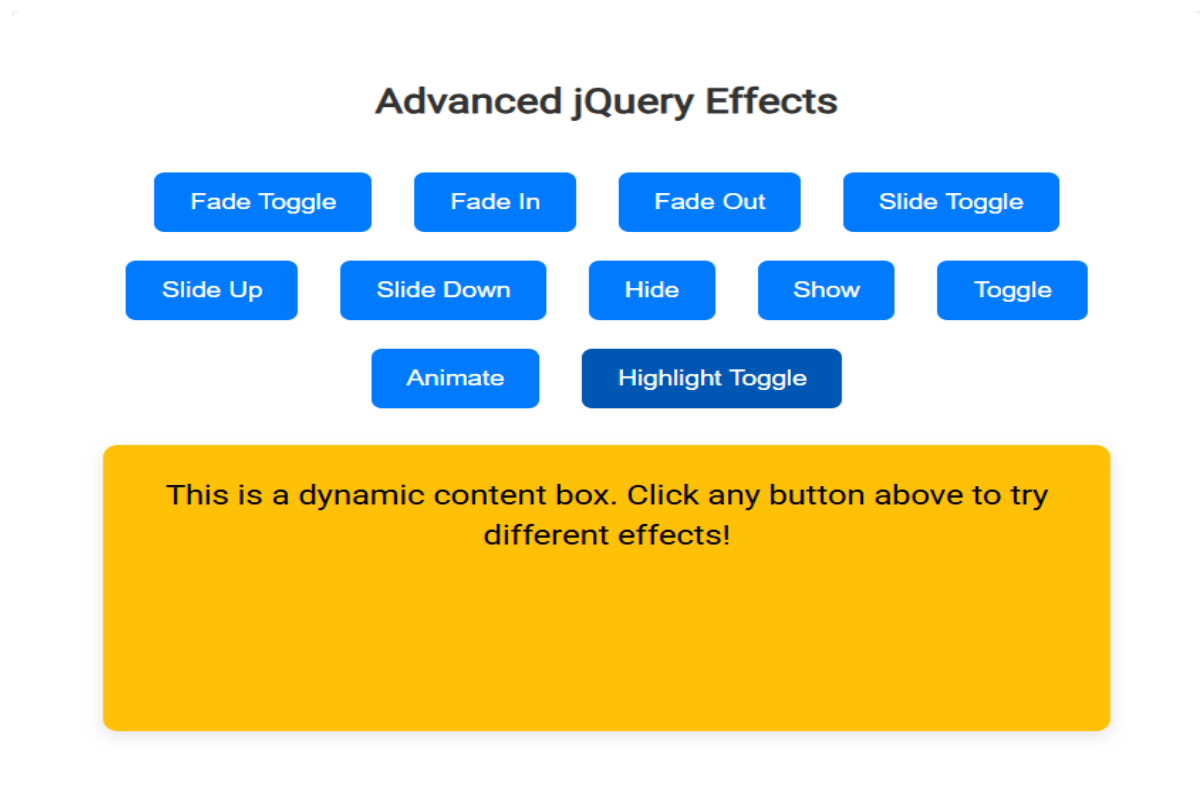 Advanced jQuery Effects
Fade Toggle Fade In Fade Out Slide Toggle
Slide Up Slide Down Hide Show Toggle
Animate Highlight Toggle
This is a dynamic content box. Click any button above to try
different effects!